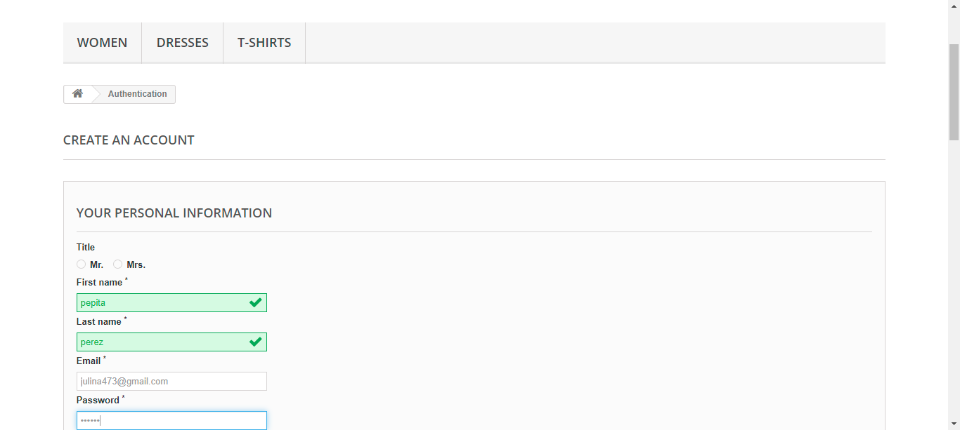 WOMEN DRESSES T-SHIRTS
Authentication
CREATE AN ACCOUNT
YOUR PERSONAL INFORMATION
Title
Mr. Mrs.
First name *
pepita
Last name *
perez
Email *
julina473@gmail.com
Password *
••••••